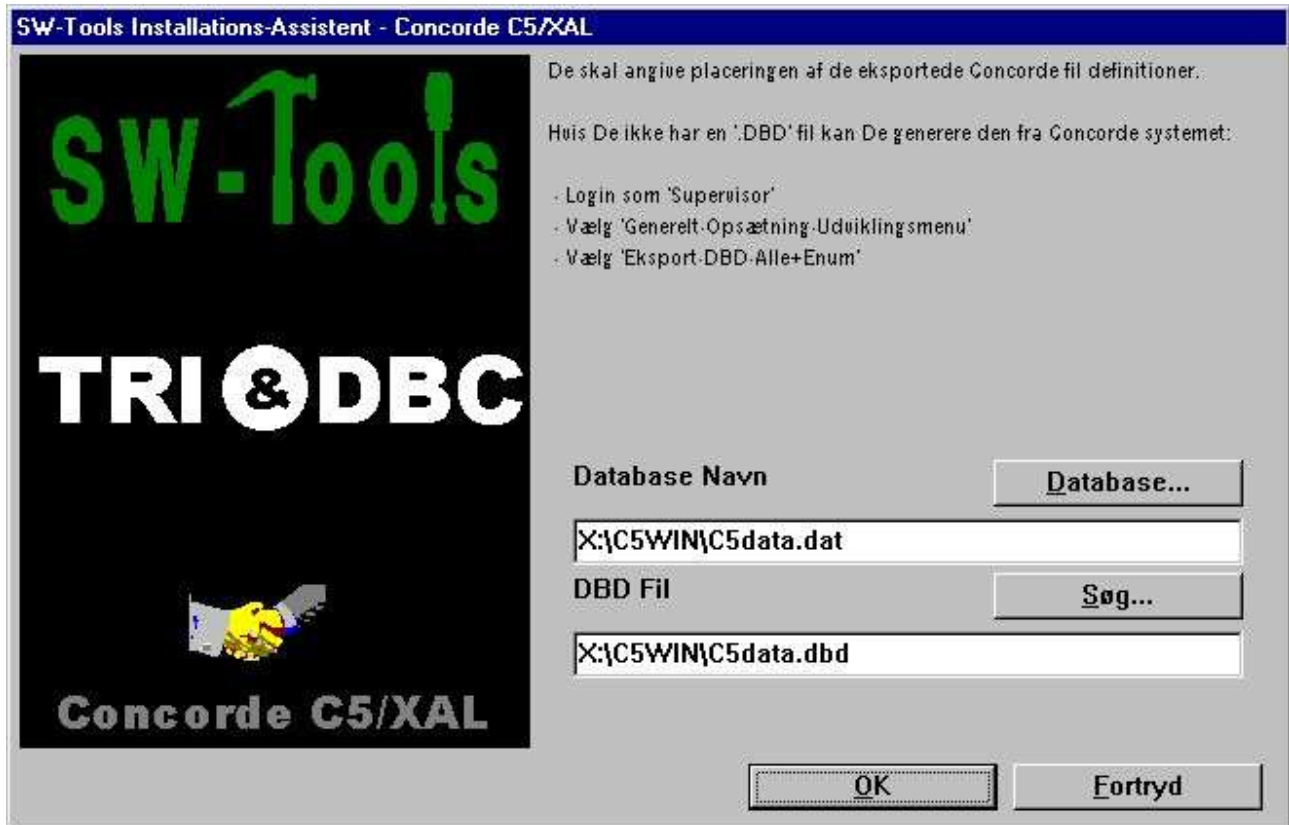 SW-Tools Installations-Assistent - Concorde C5/XAL
SW-Tools
TRI&DBC
Concorde C5/XAL
De skal angive placeringen af de eksportede Concorde fil definitioner.
Hvis De ikke har en '.DBD' fil kan De generere den fra Concorde systemet:
- Login som 'Supervisor'
- Vælg 'Generelt-Opsætning-Udviklingsmenu'
- Vælg 'Eksport-DBD-Alle+Enum'
Database Navn
Database...
X:\C5WIN\C5data.dat
DBD Fil
Søg...
X:\C5WIN\C5data.dbd
OK
Fortryd